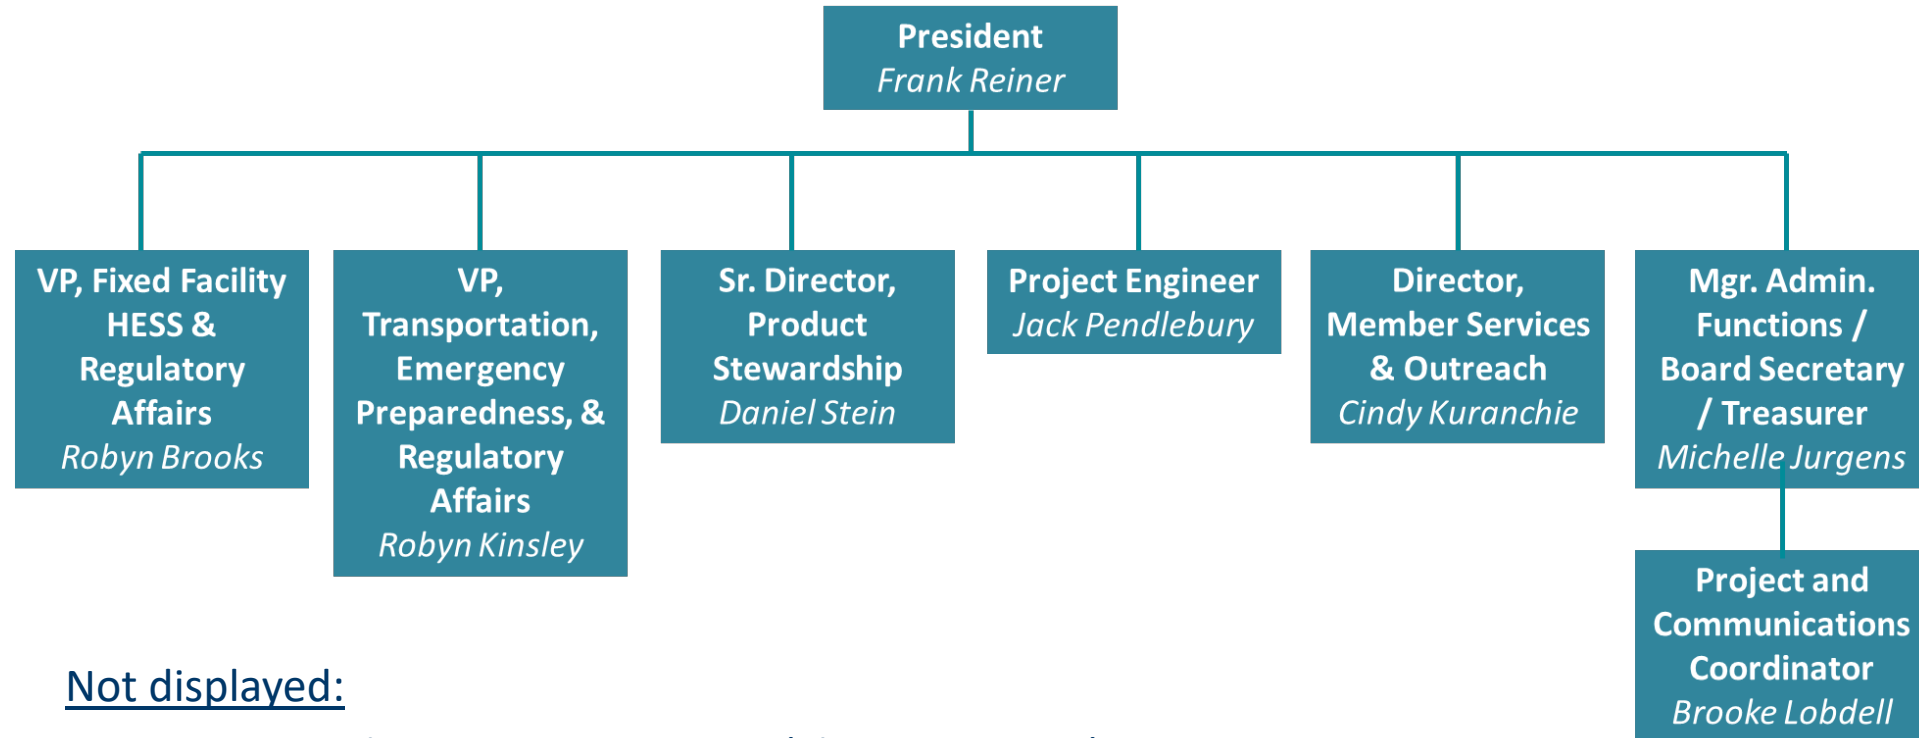 President
Frank Reiner
VP, Fixed Facility
HESS &
Regulatory
Affairs
Robyn Brooks
VP,
Transportation,
Emergency
Preparedness, &
Regulatory
Affairs
Robyn Kinsley
Sr. Director,
Product
Stewardship
Daniel Stein
Project Engineer
Jack Pendlebury
Director,
Member Services
& Outreach
Cindy Kuranchie
Mgr. Admin.
Functions /
Board Secretary
/ Treasurer
Michelle Jurgens
Project and
Communications
Coordinator
Brooke Lobdell
Not displayed: